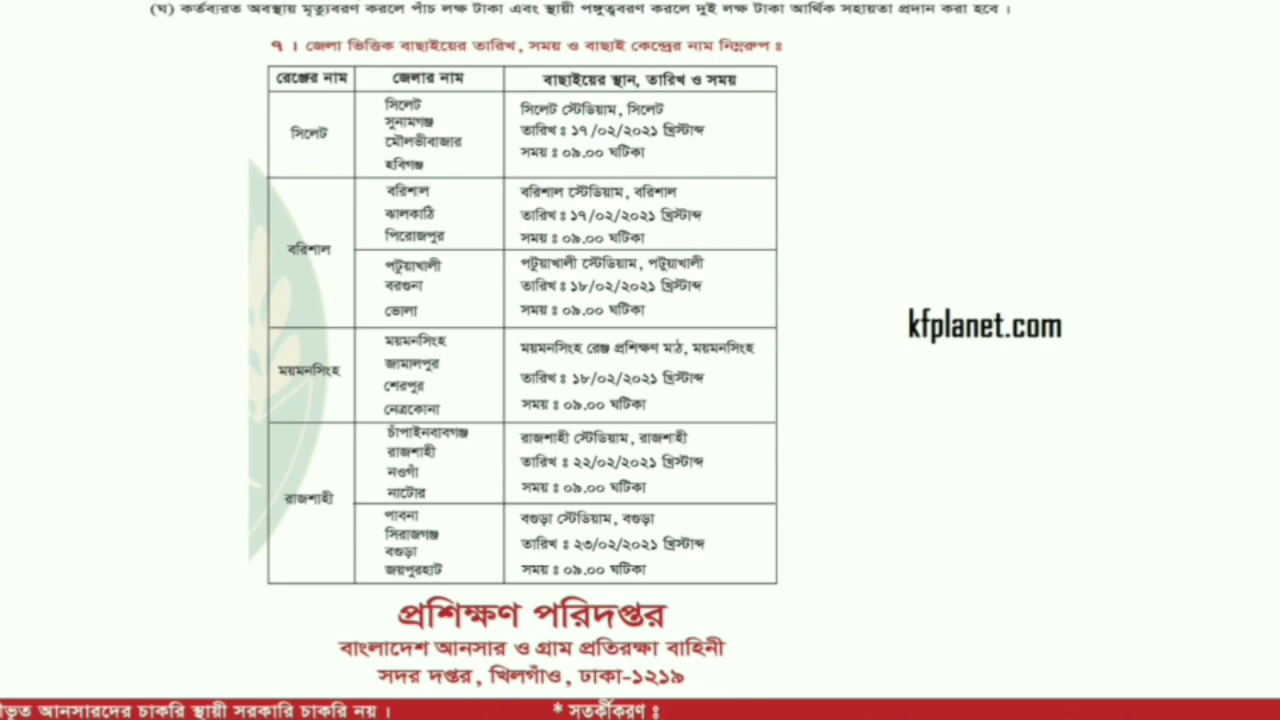 (ঘ) কর্তব্যরত অবস্থায় মৃত্যুবরণ করলে পাঁচ লক্ষ টাকা এবং স্থায়ী পঙ্গুত্ববরণ করলে দুই লক্ষ টাকা আর্থিক সহায়তা প্রদান করা হবে ।
৭ । জেলা ভিত্তিক বাছাইয়ের তারিখ, সময় ও বাছাই কেন্দ্রের নাম নিম্নরুপ ঃ
রেঞ্জের নাম জেলার নাম বাছাইয়ের স্থান, তারিখ ও সময়
সিলেট
সিলেট
সুনামগঞ্জ
মৌলভীবাজার
হবিগঞ্জ
সিলেট স্টেডিয়াম, সিলেট
তারিখ ঃ ১৭/০২/২০২১ খ্রিস্টাব্দ
সময় ঃ ০৯.০০ ঘটিকা
বরিশাল
বরিশাল
ঝালকাঠি
পিরোজপুর
বরিশাল স্টেডিয়াম, বরিশাল
তারিখ ঃ ১৭/০২/২০২১ খ্রিস্টাব্দ
সময় ঃ ০৯.০০ ঘটিকা
পটুয়াখালী
বরগুনা
ভোলা
পটুয়াখালী স্টেডিয়াম, পটুয়াখালী
তারিখ ঃ ১৮/০২/২০২১ খ্রিস্টাব্দ
সময় ঃ ০৯.০০ ঘটিকা
ময়মনসিংহ
ময়মনসিংহ
জামালপুর
শেরপুর
নেত্রকোনা
ময়মনসিংহ রেঞ্জ প্রশিক্ষণ মাঠ, ময়মনসিংহ
তারিখ ঃ ১৮/০২/২০২১ খ্রিস্টাব্দ
সময় ঃ ০৯.০০ ঘটিকা
রাজশাহী
চাঁপাইনবাবগঞ্জ
রাজশাহী
নওগাঁ
নাটোর
রাজশাহী স্টেডিয়াম, রাজশাহী
তারিখ ঃ ২২/০২/২০২১ খ্রিস্টাব্দ
সময় ঃ ০৯.০০ ঘটিকা
পাবনা
সিরাজগঞ্জ
বগুড়া
জয়পুরহাট
বগুড়া স্টেডিয়াম, বগুড়া
তারিখ ঃ ২৩/০২/২০২১ খ্রিস্টাব্দ
সময় ঃ ০৯.০০ ঘটিকা
kfplanet.com
প্রশিক্ষণ পরিদপ্তর
বাংলাদেশ আনসার ও গ্রাম প্রতিরক্ষা বাহিনী
সদর দপ্তর, খিলগাঁও, ঢাকা-১২১৯
আনসারদের চাকরি স্থায়ী সরকারি চাকরি নয় । * সতর্কীকরণ ঃ